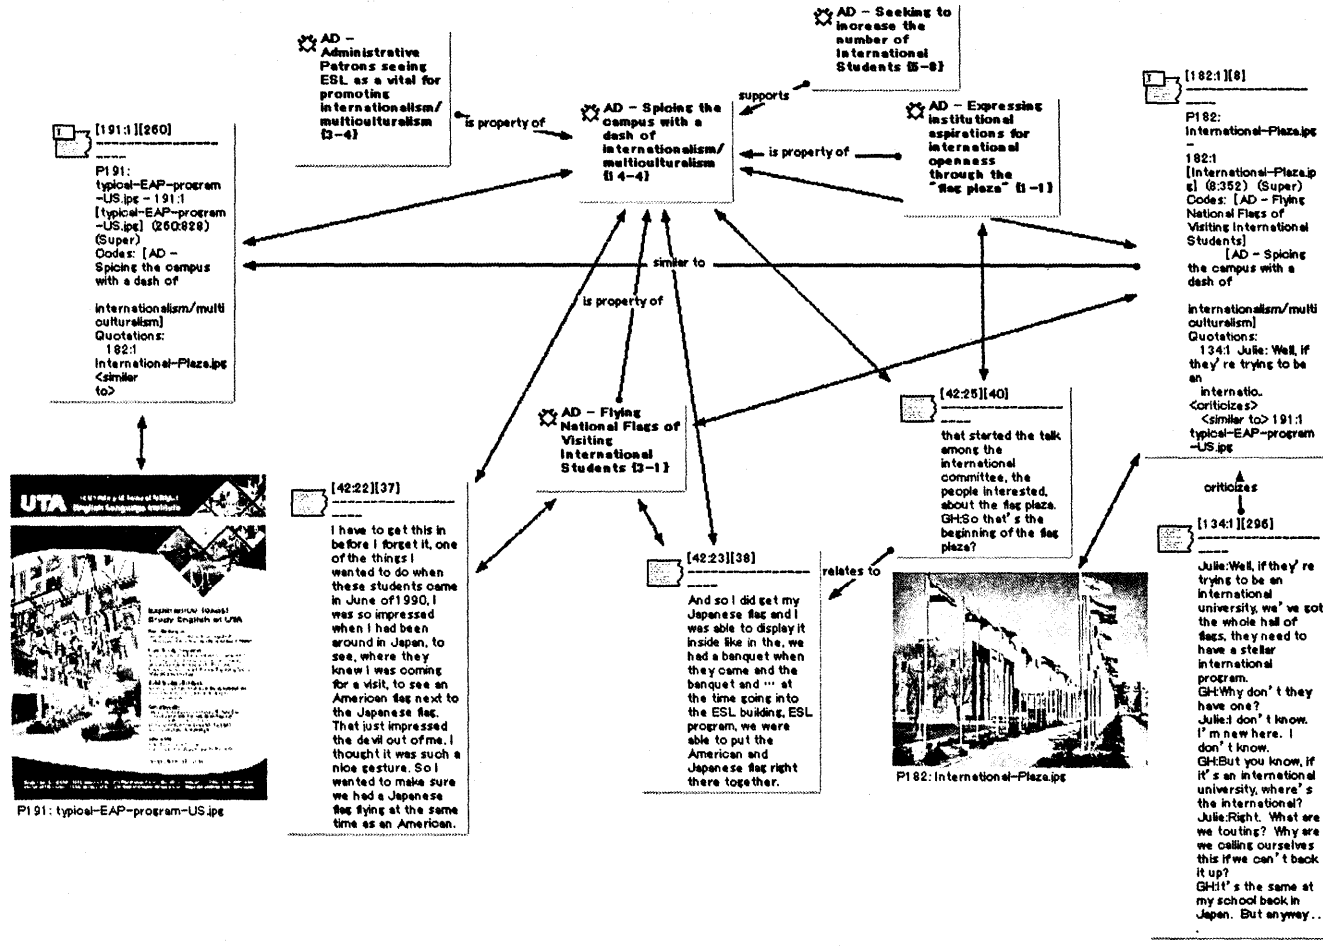 AD - Seeking to
increase the
number of
International
Students {5-8}
AD -
Administrative
Patrons seeing
ESL as a vital for
promoting
internationalism/
multiculturalism
{3-4}
supports
is property of
AD - Spicing the
campus with a
dash of
internationalism/
multiculturalism
{14-4}
is property of
AD - Expressing
institutional
aspirations for
international
openness
through the
"flag plaza" {1-1}
[182:1][8]
P182:
International-Plaza.jpg
-
182:1
[International-Plaza.jp
g] (8:352) (Super)
Codes: [AD - Flying
National Flags of
Visiting International
Students]
[AD - Spicing
the campus with a
dash of
internationalism/multi
culturalism]
Quotations:
134:1 Julie: Well, if
they're trying to be
an
internatio..
<criticizes>
<similar to> 191:1
typical-EAP-program
-US.jpg
[191:1][260]
P191:
typical-EAP-program
-US.jpg - 191:1
[typical-EAP-program
-US.jpg] (260:828)
(Super)
Codes: [AD -
Spicing the campus
with a dash of
internationalism/multi
culturalism]
Quotations:
182:1
International-Plaza.jpg
<similar
to>
similar to
is property of
AD - Flying
National Flags of
Visiting
International
Students {3-1}
[42:25][40]
that started the talk
among the
international
committee, the
people interested,
about the flag plaza.
GH:So that's the
beginning of the flag
plaza?
relates to
criticizes
UTA
English Language Institute
Study English at UTA
P191: typical-EAP-program-US.jpg
[42:22][37]
I have to get this in
before I forget it, one
of the things I
wanted to do when
these students came
in June of 1990, I
was so impressed
when I had been
around in Japan, to
see, where they
knew I was coming
for a visit, to see an
American flag next to
the Japanese flag.
That just impressed
the devil out of me, I
thought it was such a
nice gesture. So I
wanted to make sure
we had a Japanese
flag flying at the same
time as an American.
[42:23][38]
And so I did get my
Japanese flag and I
was able to display it
inside like in the, we
had a banquet when
they came and the
banquet and ... at
the time going into
the ESL building, ESL
program, we were
able to put the
American and
Japanese flag right
there together.
P182: International-Plaza.jpg
[134:1][296]
Julie:Well, if they're
trying to be an
international
university, we've got
the whole hall of
flags, they need to
have a stellar
international
program.
GH:Why don't they
have one?
Julie:I don't know.
I'm new here. I
don't know.
GH:But you know, if
it's an international
university, where's
the international?
Julie:Right. What are
we touting? Why are
we calling ourselves
this if we can't back
it up?
GH:It's the same at
my school back in
Japan. But anyway..
.